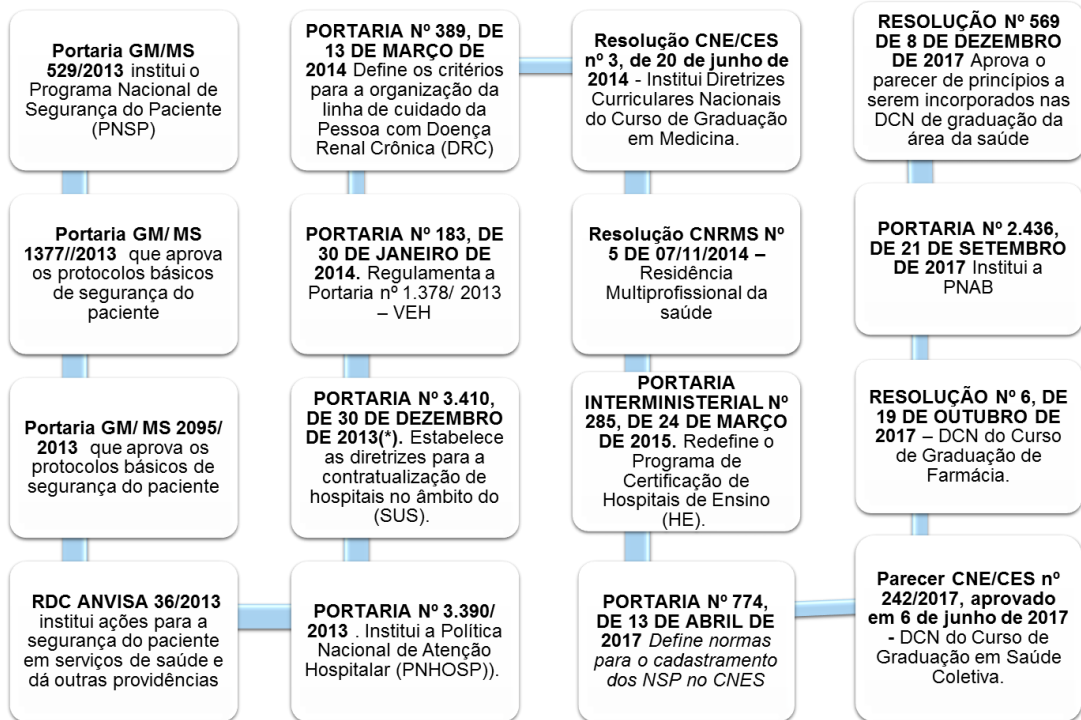 Portaria GM/MS
529/2013 institui o
Programa Nacional de
Segurança do Paciente
(PNSP)
Portaria GM/ MS
1377//2013 que aprova
os protocolos básicos
de segurança do
paciente
Portaria GM/ MS 2095/
2013 que aprova os
protocolos básicos de
segurança do paciente
RDC ANVISA 36/2013
institui ações para a
segurança do paciente
em serviços de saúde e
dá outras providências
PORTARIA Nº 3.390/
2013 . Institui a Política
Nacional de Atenção
Hospitalar (PNHOSP)).
PORTARIA Nº 3.410,
DE 30 DE DEZEMBRO
DE 2013(*). Estabelece
as diretrizes para a
contratualização de
hospitais no âmbito do
(SUS).
PORTARIA Nº 183, DE
30 DE JANEIRO DE
2014. Regulamenta a
Portaria nº 1.378/ 2013
– VEH
PORTARIA Nº 389, DE
13 DE MARÇO DE
2014 Define os critérios
para a organização da
linha de cuidado da
Pessoa com Doença
Renal Crônica (DRC)
Resolução CNE/CES
nº 3, de 20 de junho de
2014 - Institui Diretrizes
Curriculares Nacionais
do Curso de Graduação
em Medicina.
Resolução CNRMS Nº
5 DE 07/11/2014 –
Residência
Multiprofissional da
saúde
PORTARIA
INTERMINISTERIAL Nº
285, DE 24 DE MARÇO
DE 2015. Redefine o
Programa de
Certificação de
Hospitais de Ensino
(HE).
PORTARIA Nº 774,
DE 13 DE ABRIL DE
2017 Define normas
para o cadastramento
dos NSP no CNES
Parecer CNE/CES nº
242/2017, aprovado
em 6 de junho de 2017
- DCN do Curso de
Graduação em Saúde
Coletiva.
RESOLUÇÃO Nº 6, DE
19 DE OUTUBRO DE
2017 – DCN do Curso
de Graduação de
Farmácia.
PORTARIA Nº 2.436,
DE 21 DE SETEMBRO
DE 2017 Institui a
PNAB
RESOLUÇÃO Nº 569
DE 8 DE DEZEMBRO
DE 2017 Aprova o
parecer de princípios a
serem incorporados nas
DCN de graduação da
área da saúde